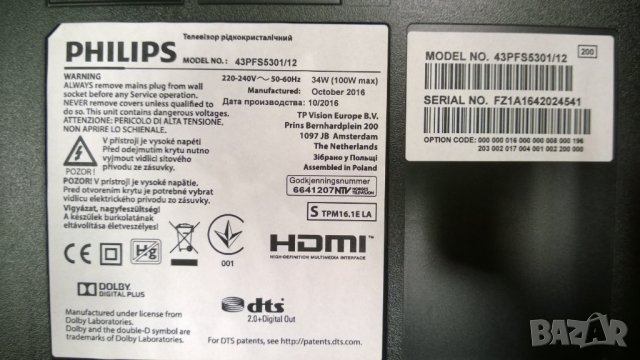 Телевізор рідкокристалічний
PHILIPS
MODEL NO.: 43PFS5301/12
WARNING
ALWAYS remove mains plug from wall
socket before any Service operation.
NEVER remove covers unless qualified to
do so. This unit contains dangerous voltages.
ATTENZIONE: PERICOLO DI ALTA TENSIONE,
NON APRIRE LO SCHIENALE.
V přístroji je vysoké napětí
Před odejmutím krytu nutno
vyjmout vidlici síťového
přívodu ze zásuvky.
POZOR !
POZOR! V prístroji je vysoké napätie.
Pred otvorením krytu je potrebné vybrať
vidlicu elektrického prívodu zo zásuvky.
Vigyázat, nagyfeszültség!
A készülek burkolatának
eltávolítása életveszélyes!
220-240V～ 50-60Hz 34W (100W max)
Manufactured: October 2016
10/2016
TP Vision Europe B.V.
Prins Bernhardplein 200
1097 JB Amsterdam
The Netherlands
Зібрано у Польщі
Assembled in Poland
Godkjenningsnummer
6641207NTV NORGES TELEVISION
S TPM16.1E LA
CE
Hg
001
HDMI
HIGH-DEFINITION MULTIMEDIA INTERFACE
DOLBY
DIGITAL PLUS
Manufactured under license from
Dolby Laboratories.
Dolby and the double-D symbol are
trademarks of Dolby Laboratories.
dts
2.0+Digital Out
For DTS patents, see http://patents.dts.com.
MODEL NO. 43PFS5301/12
200
SERIAL NO. FZ1A1642024541
OPTION CODE: 000 000 016 000 000 008 000 196
203 002 017 004 001 002 200 000
BAZAR